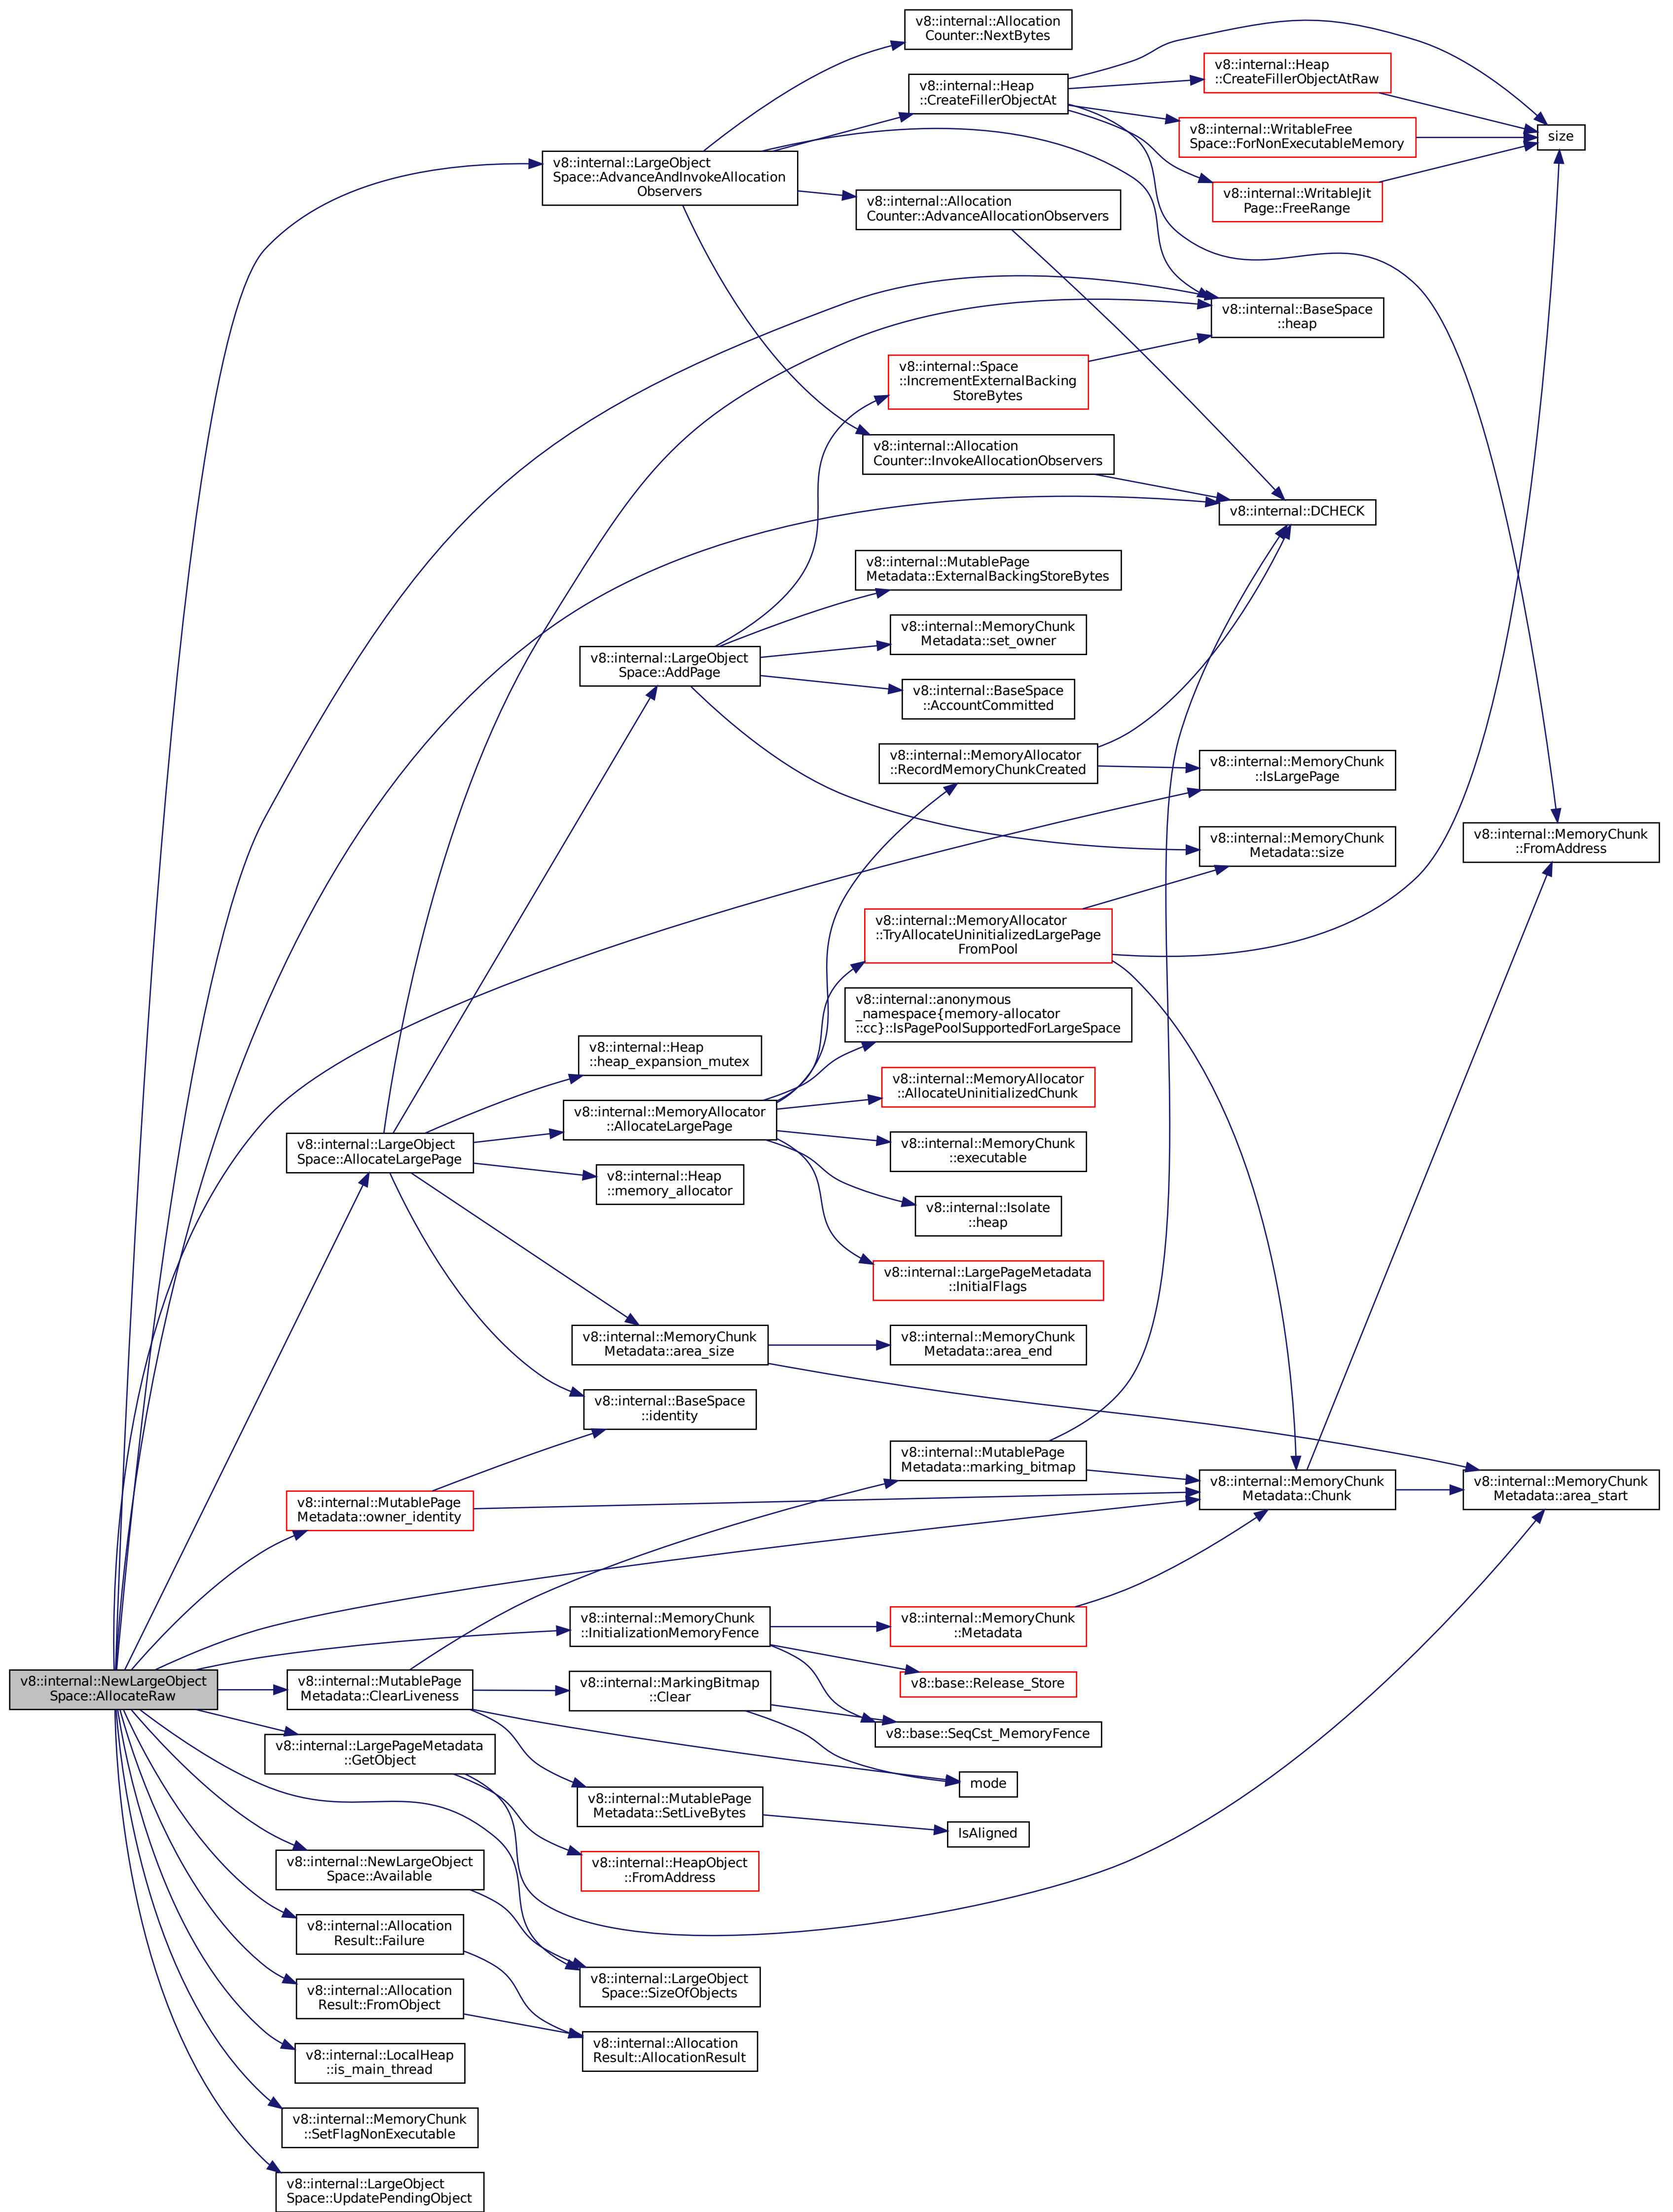 v8::internal::Allocation
Counter::NextBytes
v8::internal::Heap
::CreateFillerObjectAt
v8::internal::Heap
::CreateFillerObjectAtRaw
v8::internal::WritableFree
Space::ForNonExecutableMemory
size
v8::internal::LargeObject
Space::AdvanceAndInvokeAllocation
Observers
v8::internal::Allocation
Counter::AdvanceAllocationObservers
v8::internal::WritableJit
Page::FreeRange
v8::internal::BaseSpace
::heap
v8::internal::Space
::IncrementExternalBacking
StoreBytes
v8::internal::Allocation
Counter::InvokeAllocationObservers
v8::internal::DCHECK
v8::internal::MutablePage
Metadata::ExternalBackingStoreBytes
v8::internal::MemoryChunk
Metadata::set_owner
v8::internal::LargeObject
Space::AddPage
v8::internal::BaseSpace
::AccountCommitted
v8::internal::MemoryAllocator
::RecordMemoryChunkCreated
v8::internal::MemoryChunk
::IsLargePage
v8::internal::MemoryChunk
Metadata::size
v8::internal::MemoryChunk
::FromAddress
v8::internal::MemoryAllocator
::TryAllocateUninitializedLargePage
FromPool
v8::internal::anonymous
_namespace{memory-allocator
::cc}::IsPagePoolSupportedForLargeSpace
v8::internal::Heap
::heap_expansion_mutex
v8::internal::MemoryAllocator
::AllocateUninitializedChunk
v8::internal::MemoryAllocator
::AllocateLargePage
v8::internal::LargeObject
Space::AllocateLargePage
v8::internal::MemoryChunk
::executable
v8::internal::Heap
::memory_allocator
v8::internal::Isolate
::heap
v8::internal::LargePageMetadata
::InitialFlags
v8::internal::MemoryChunk
Metadata::area_size
v8::internal::MemoryChunk
Metadata::area_end
v8::internal::BaseSpace
::identity
v8::internal::MutablePage
Metadata::marking_bitmap
v8::internal::MutablePage
Metadata::owner_identity
v8::internal::MemoryChunk
Metadata::Chunk
v8::internal::MemoryChunk
Metadata::area_start
v8::internal::MemoryChunk
::InitializationMemoryFence
v8::internal::MemoryChunk
::Metadata
v8::internal::NewLargeObject
Space::AllocateRaw
v8::internal::MutablePage
Metadata::ClearLiveness
v8::internal::MarkingBitmap
::Clear
v8::base::Release_Store
v8::base::SeqCst_MemoryFence
v8::internal::LargePageMetadata
::GetObject
mode
v8::internal::MutablePage
Metadata::SetLiveBytes
IsAligned
v8::internal::NewLargeObject
Space::Available
v8::internal::HeapObject
::FromAddress
v8::internal::Allocation
Result::Failure
v8::internal::LargeObject
Space::SizeOfObjects
v8::internal::Allocation
Result::FromObject
v8::internal::Allocation
Result::AllocationResult
v8::internal::LocalHeap
::is_main_thread
v8::internal::MemoryChunk
::SetFlagNonExecutable
v8::internal::LargeObject
Space::UpdatePendingObject